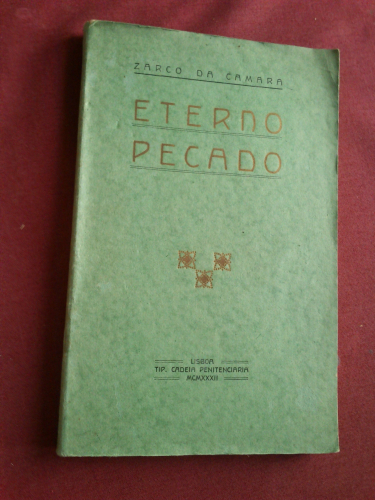 ZARCO DA CAMARA
ETERNO
PECADO
LISBOA
TIP. CADEIA PENITENCIARIA
MCMXXXII